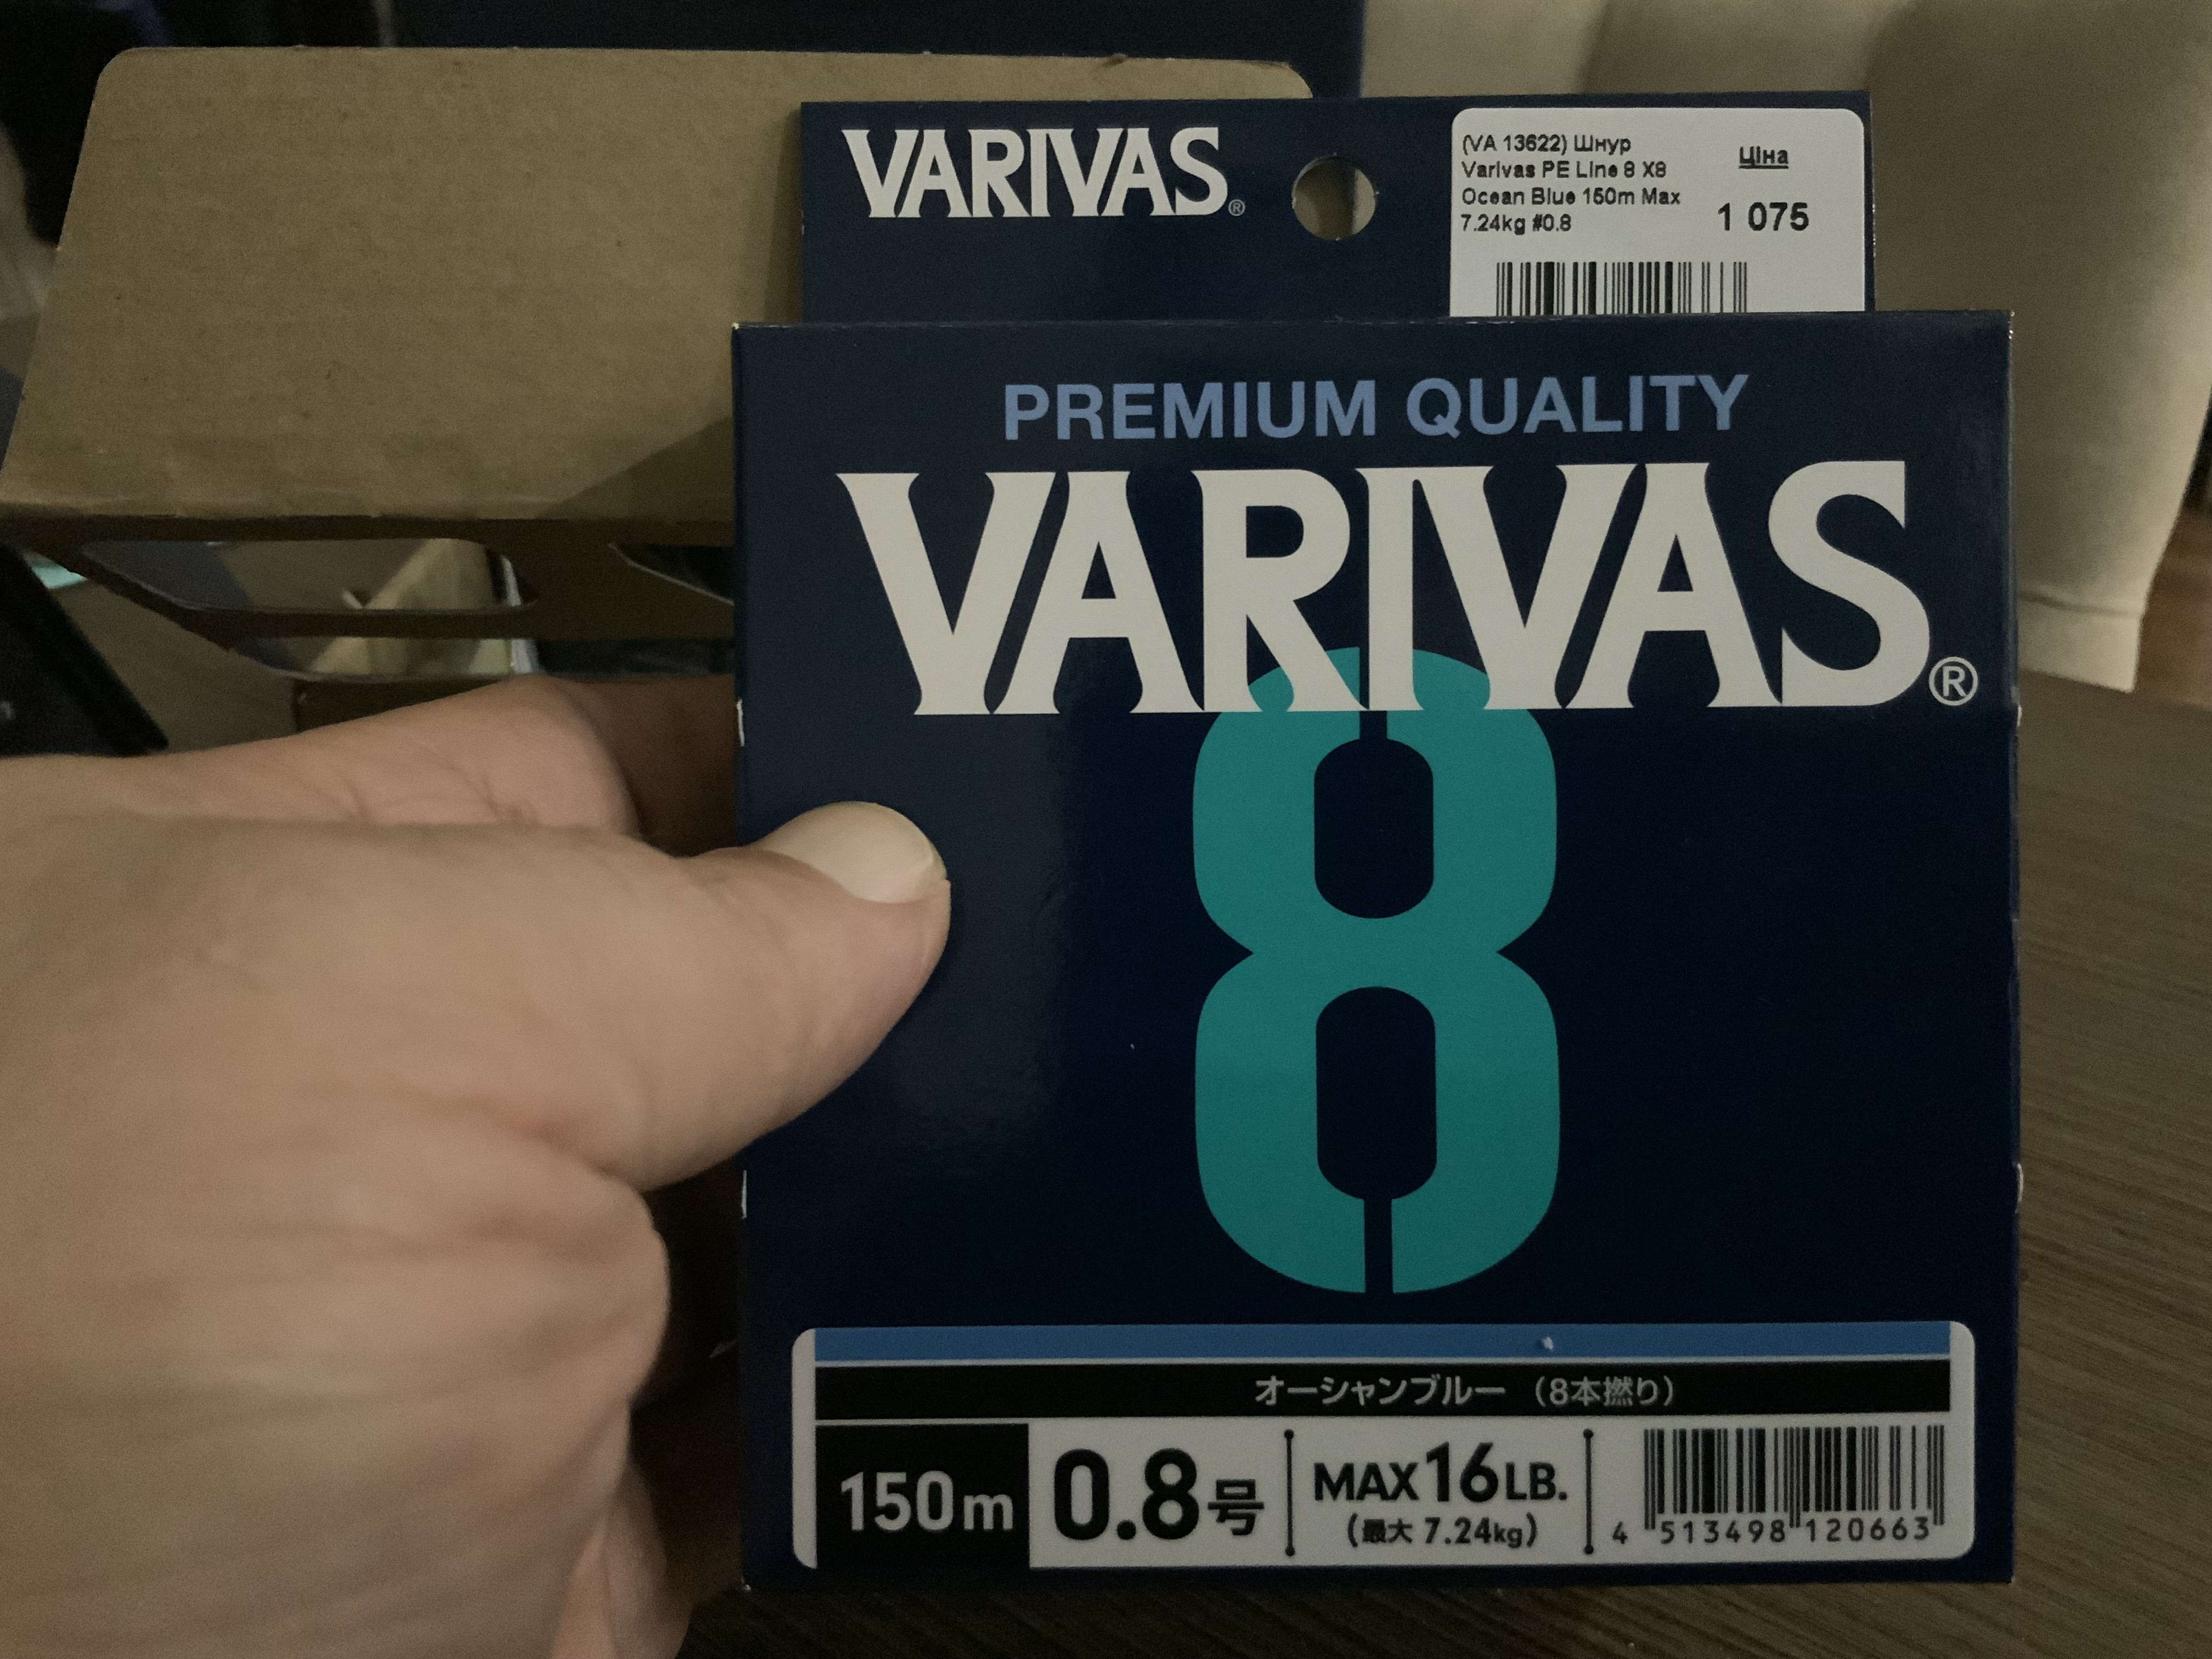 VARIVAS®
(VA 13622) Шнур
Varivas PE Line 8 X8
Ocean Blue 150m Max
7.24kg #0.8
Ціна
1 075
PREMIUM QUALITY
VARIVAS®
8
オーシャンブルー（8本撚り）
150m
0.8号
MAX16LB.
(最大 7.24kg)
4 513498 120663